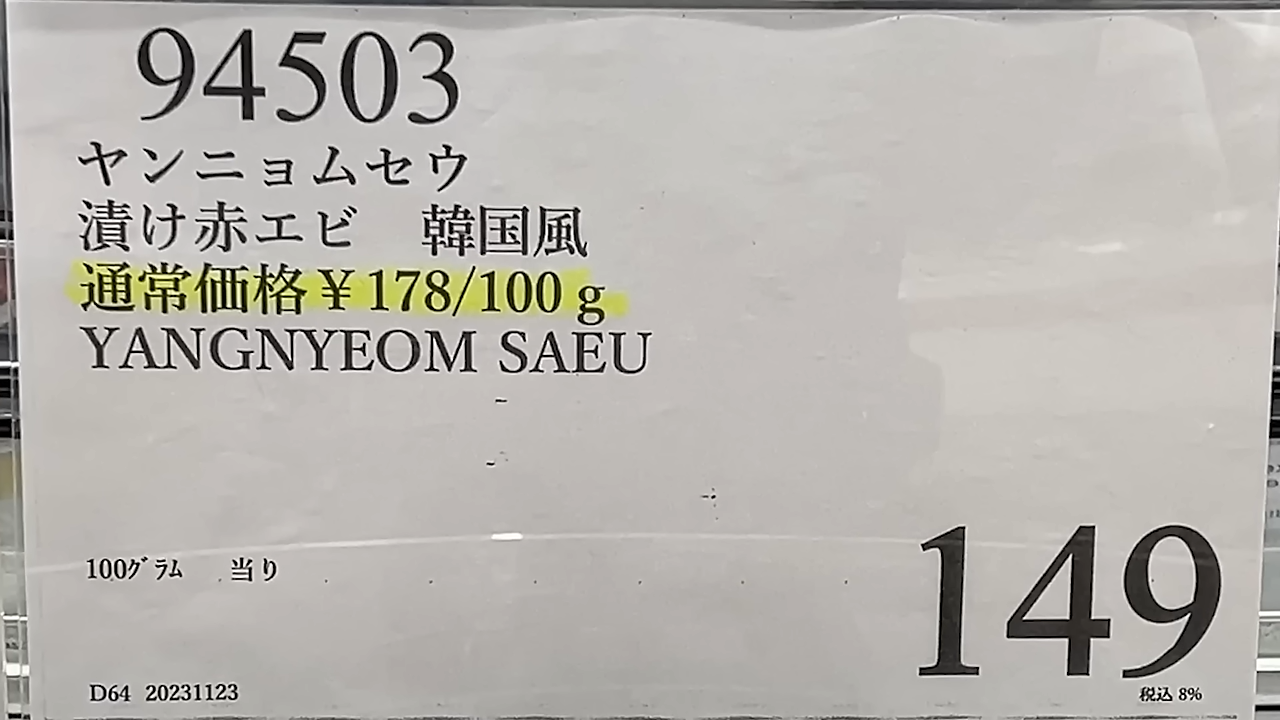 94503
ヤンニョムセウ
漬け赤エビ　韓国風
通常価格￥178/100ｇ
YANGNYEOM SAEU
100ｸﾞﾗﾑ　当り
149
D64 20231123
税込 8%